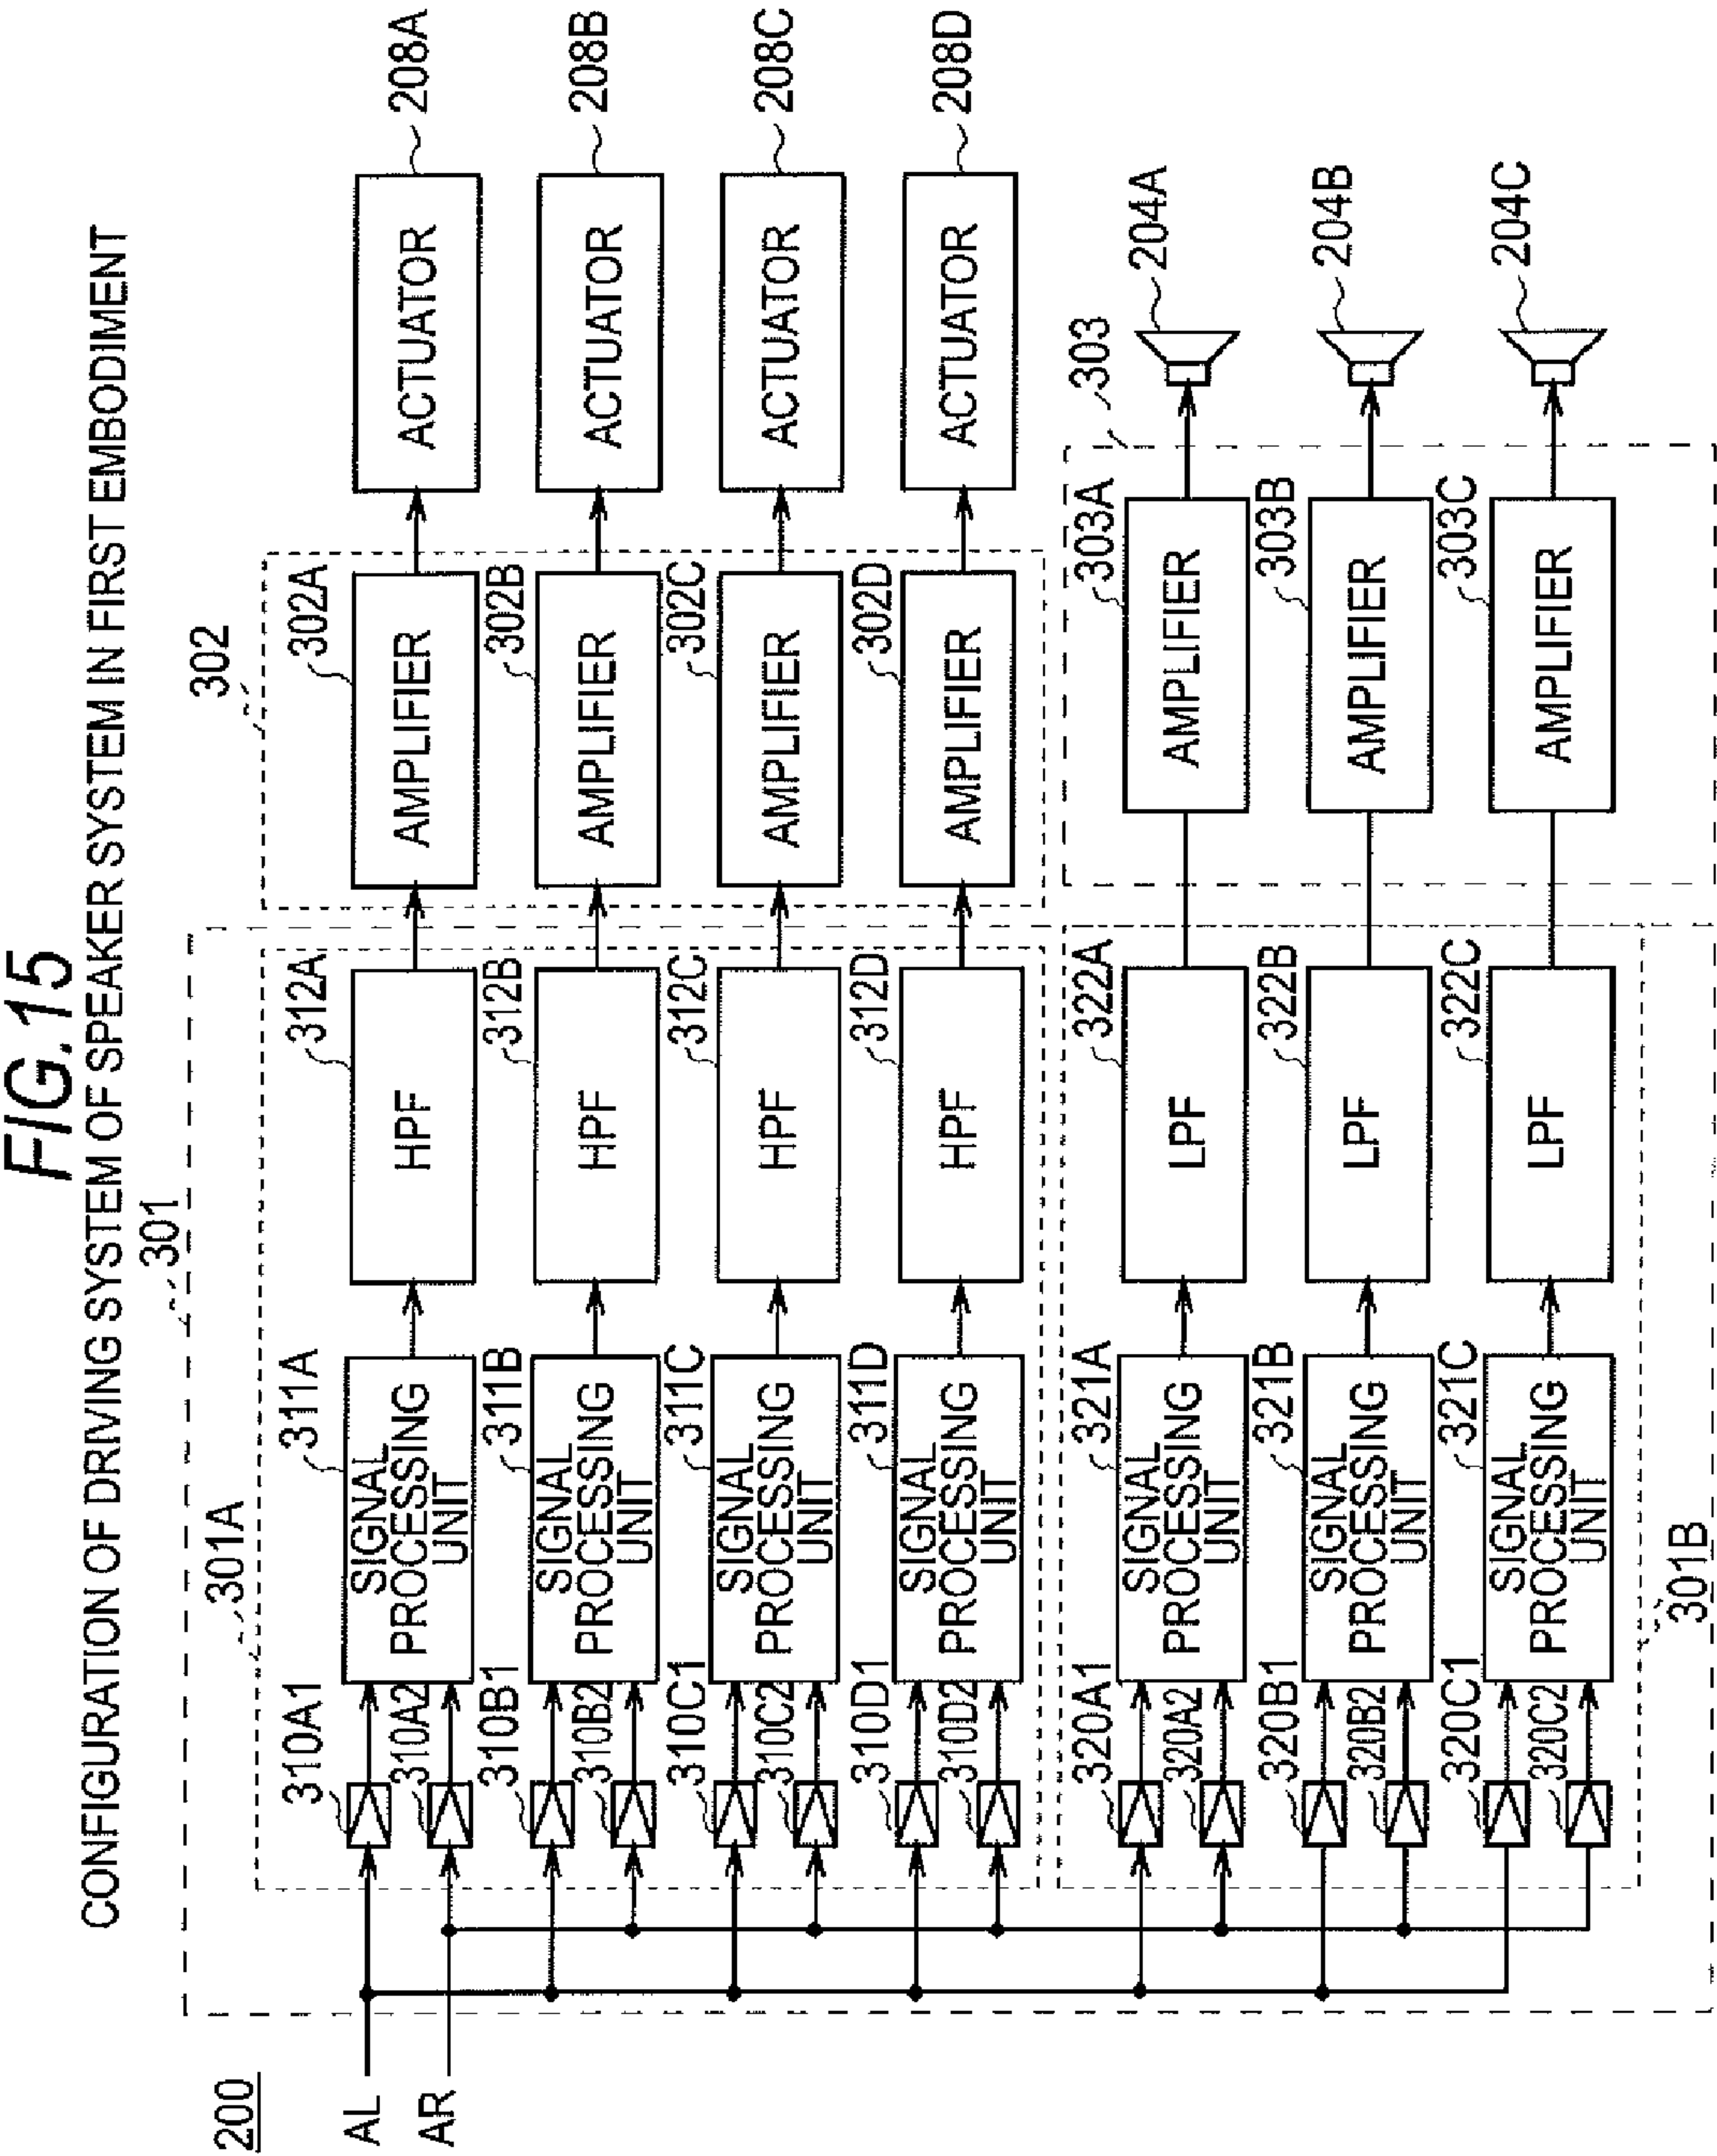 FIG.15
CONFIGURATION OF DRIVING SYSTEM OF SPEAKER SYSTEM IN FIRST EMBODIMENT
200
301
301A
302
AL
AR
310A1
310A2
311A
SIGNAL
PROCESSING
UNIT
312A
HPF
302A
AMPLIFIER
ACTUATOR
208A
310B1
310B2
311B
SIGNAL
PROCESSING
UNIT
312B
HPF
302B
AMPLIFIER
ACTUATOR
208B
310C1
310C2
311C
SIGNAL
PROCESSING
UNIT
312C
HPF
302C
AMPLIFIER
ACTUATOR
208C
310D1
310D2
311D
SIGNAL
PROCESSING
UNIT
312D
HPF
302D
AMPLIFIER
ACTUATOR
208D
303
320A1
320A2
321A
SIGNAL
PROCESSING
UNIT
322A
LPF
303A
AMPLIFIER
204A
320B1
320B2
321B
SIGNAL
PROCESSING
UNIT
322B
LPF
303B
AMPLIFIER
204B
320C1
320C2
321C
SIGNAL
PROCESSING
UNIT
322C
LPF
303C
AMPLIFIER
204C
301B